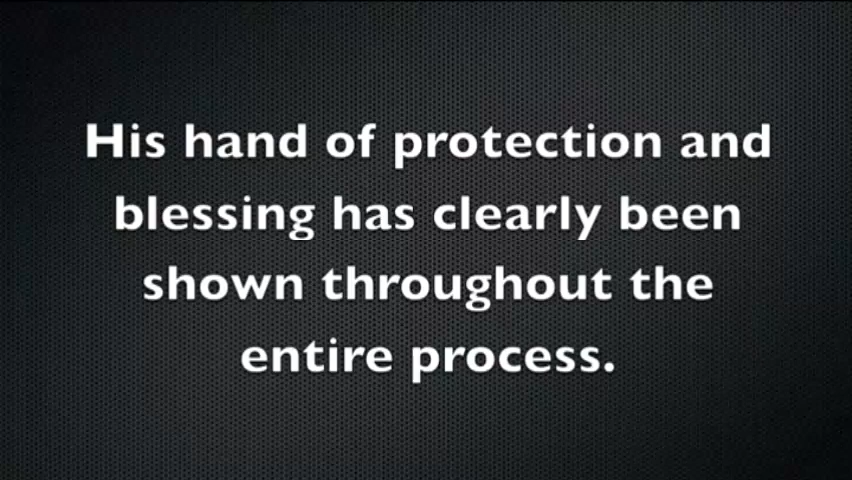 His hand of protection and
blessing has clearly been
shown throughout the
entire process.